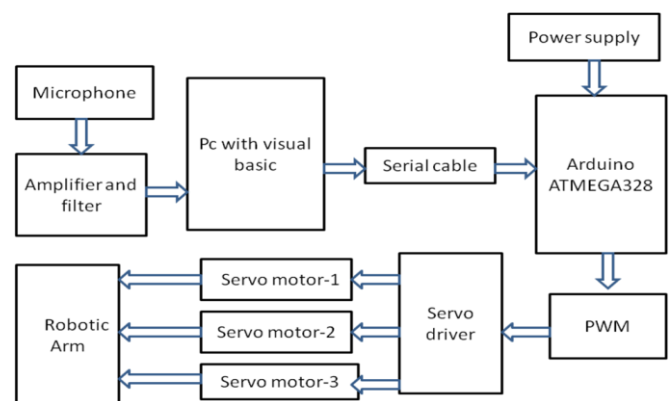 Power supply
Microphone
Pc with visual
basic
Serial cable
Arduino
ATMEGA328
Amplifier and
filter
Servo motor-1
Servo
driver
PWM
Robotic
Arm
Servo motor-2
Servo motor-3